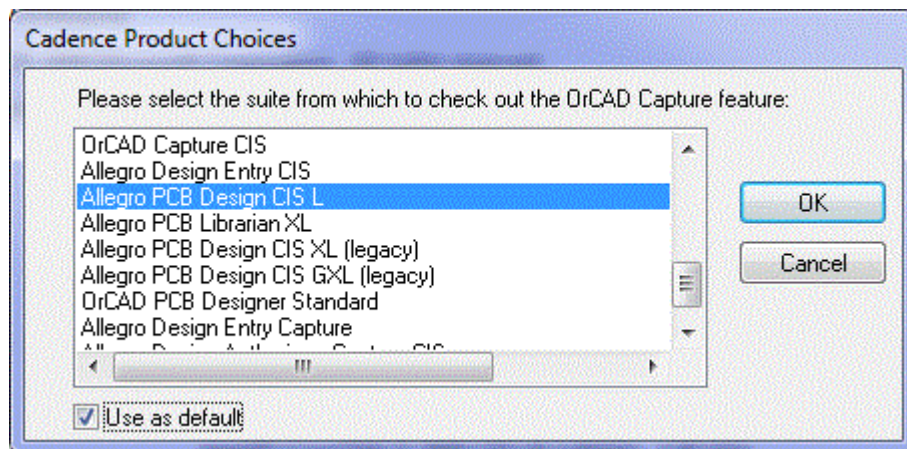 Cadence Product Choices
Please select the suite from which to check out the OrCAD Capture feature:
OrCAD Capture CIS
Allegro Design Entry CIS
Allegro PCB Design CIS L
Allegro PCB Librarian XL
Allegro PCB Design CIS XL (legacy)
Allegro PCB Design CIS GXL (legacy)
OrCAD PCB Designer Standard
Allegro Design Entry Capture
OK
Cancel
Use as default